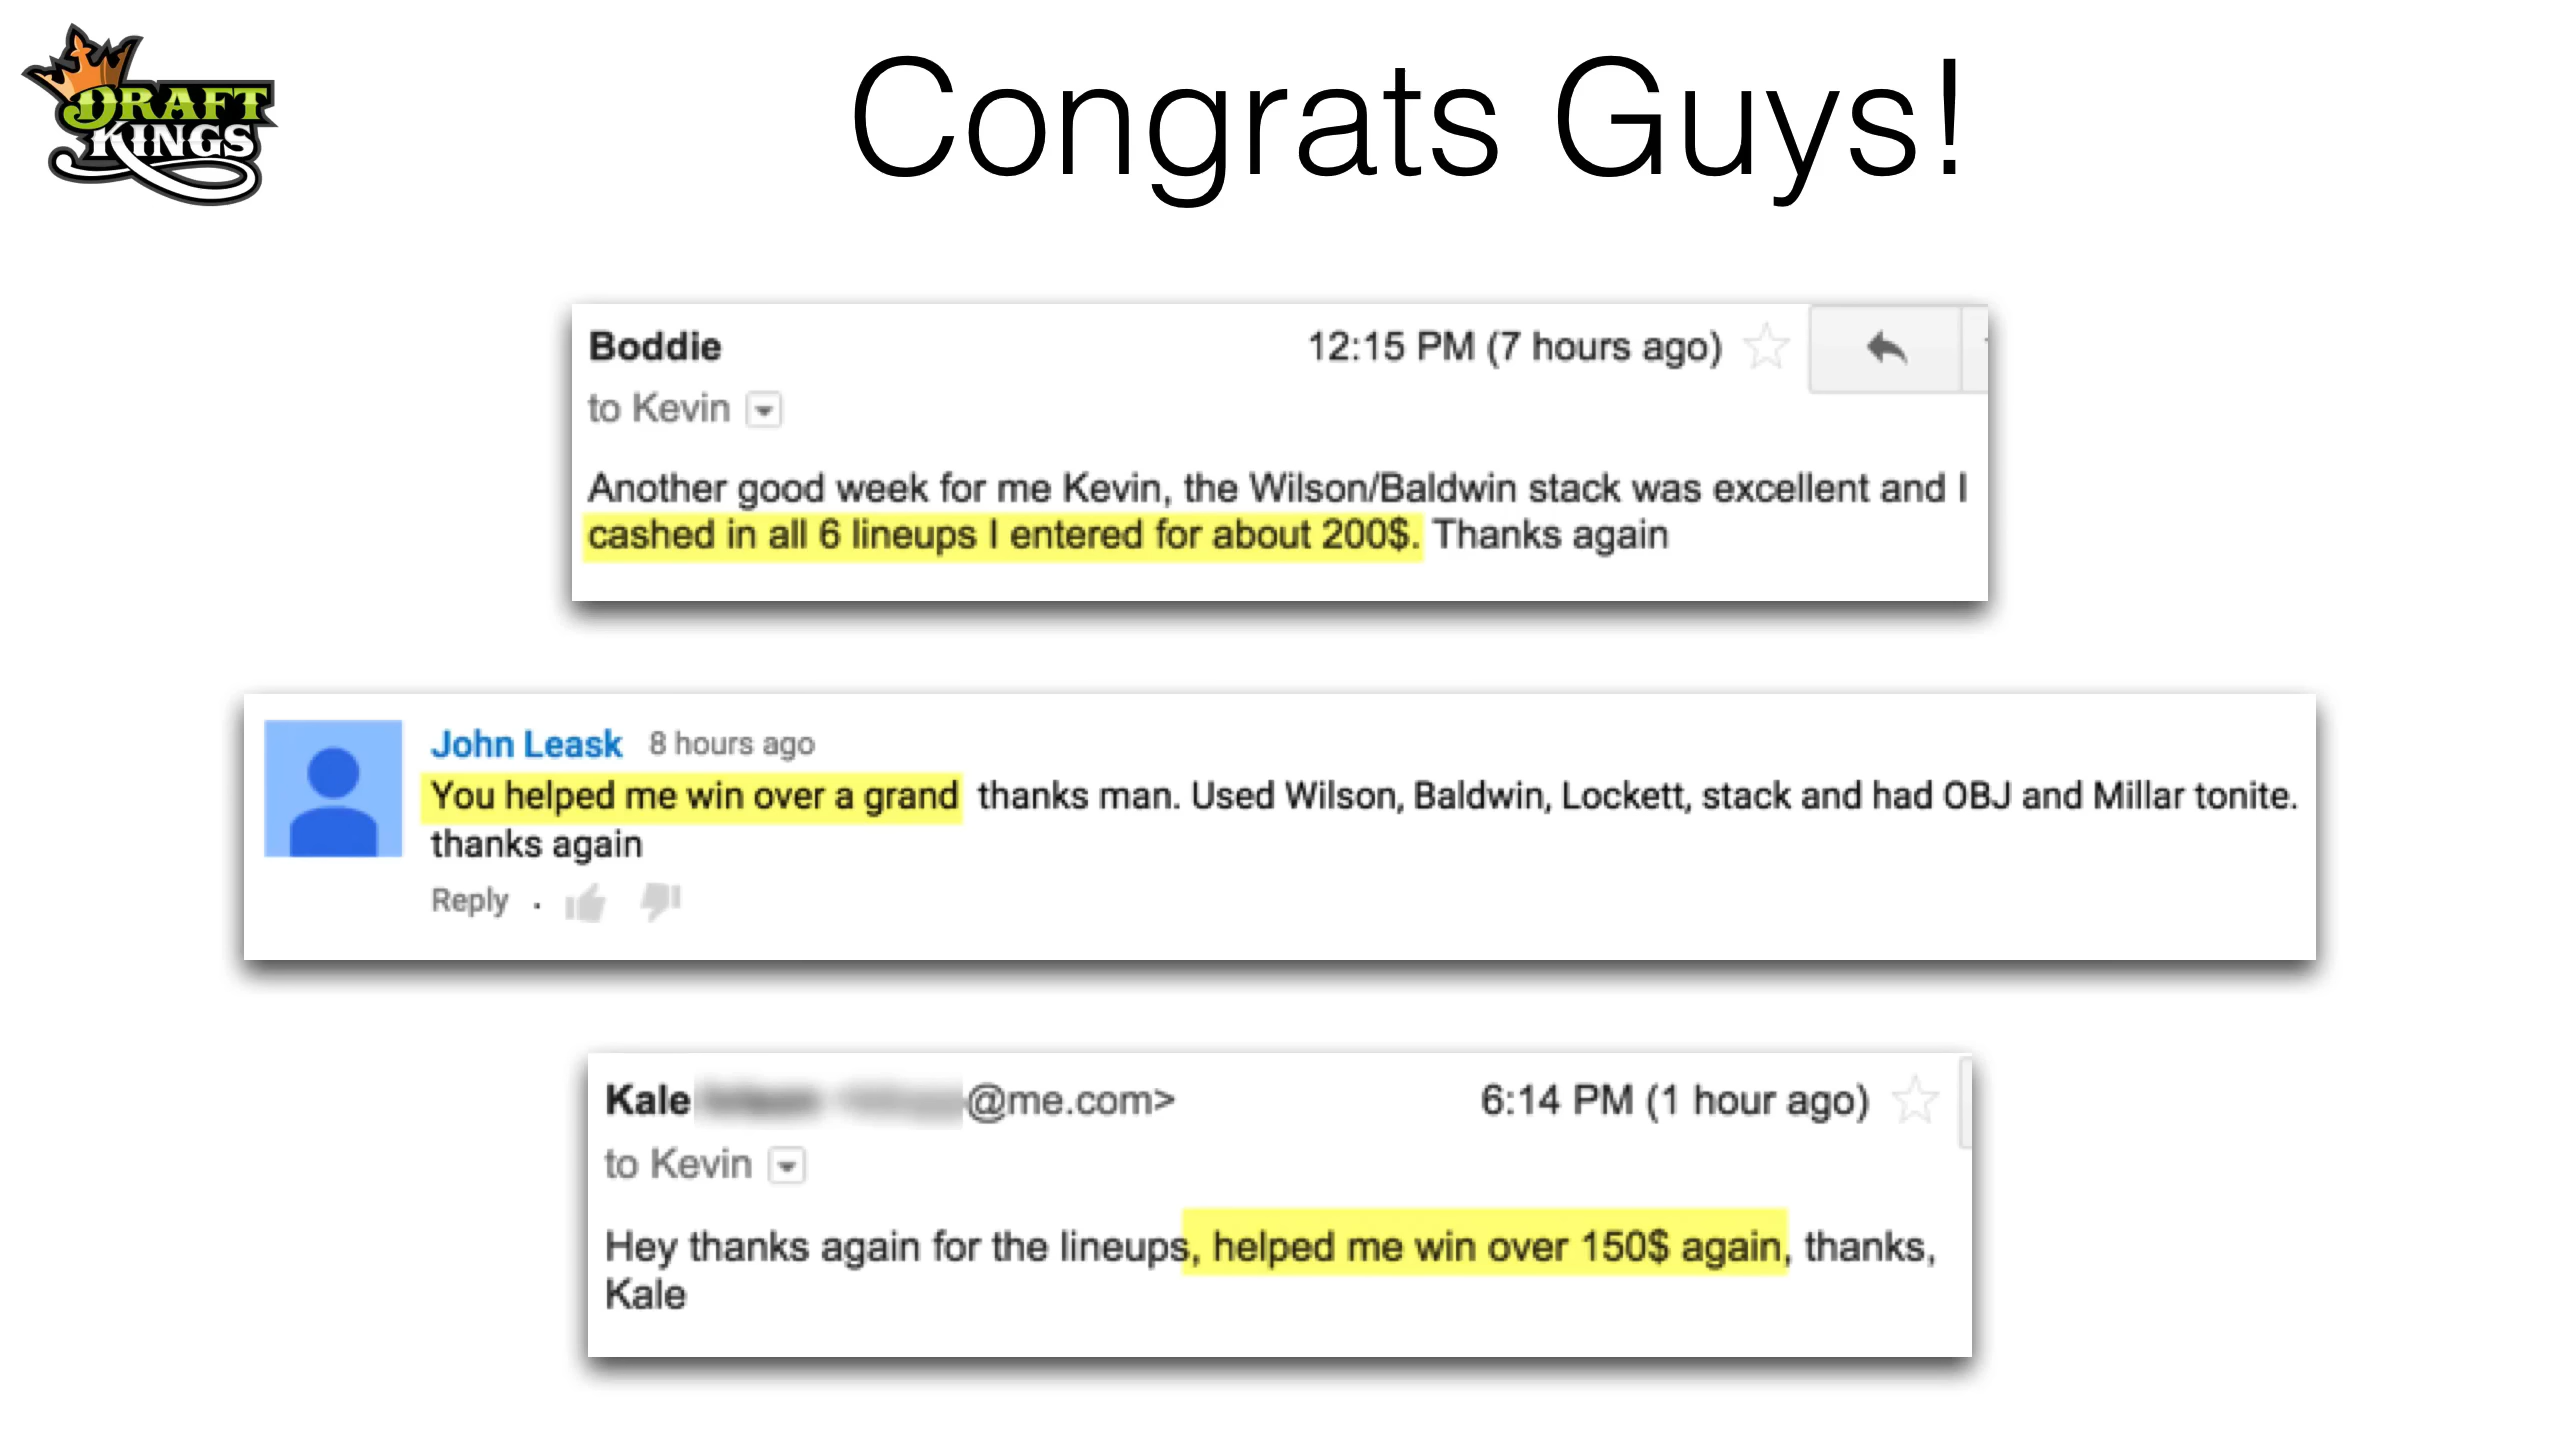 DRAFT
KINGS
Congrats Guys!
Boddie 12:15 PM (7 hours ago)
to Kevin
Another good week for me Kevin, the Wilson/Baldwin stack was excellent and I
cashed in all 6 lineups I entered for about 200$. Thanks again
John Leask 8 hours ago
You helped me win over a grand thanks man. Used Wilson, Baldwin, Lockett, stack and had OBJ and Millar tonite.
thanks again
Reply .
Kale @me.com> 6:14 PM (1 hour ago)
to Kevin
Hey thanks again for the lineups, helped me win over 150$ again, thanks,
Kale